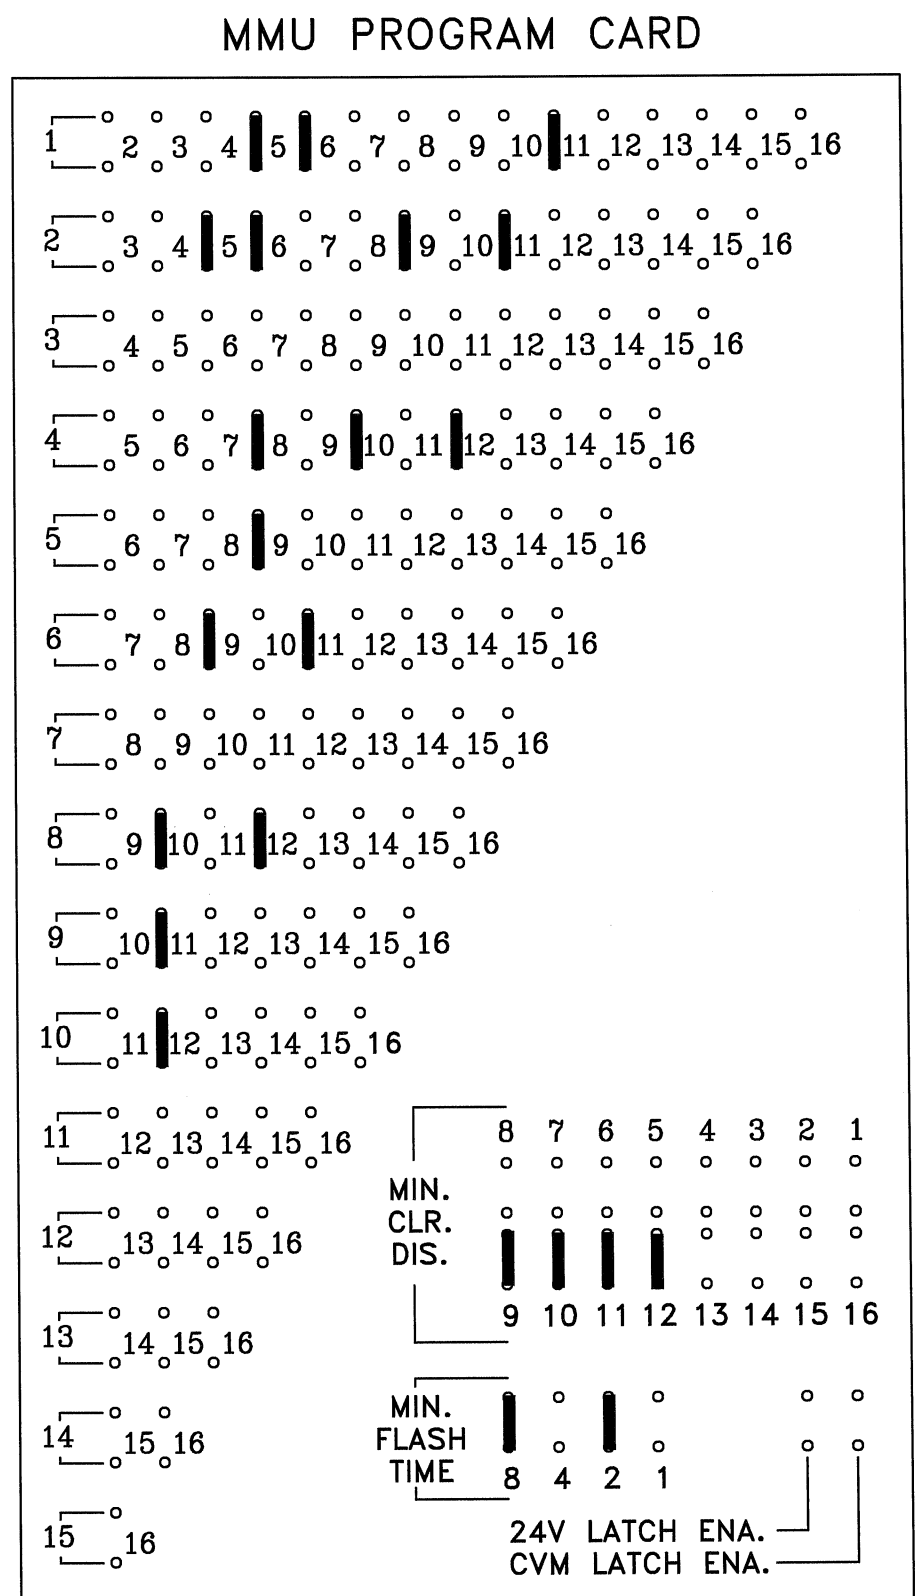 MMU PROGRAM CARD
1 2 3 4 5 6 7 8 9 10 11 12 13 14 15 16
2 3 4 5 6 7 8 9 10 11 12 13 14 15 16
3 4 5 6 7 8 9 10 11 12 13 14 15 16
4 5 6 7 8 9 10 11 12 13 14 15 16
5 6 7 8 9 10 11 12 13 14 15 16
6 7 8 9 10 11 12 13 14 15 16
7 8 9 10 11 12 13 14 15 16
8 9 10 11 12 13 14 15 16
9 10 11 12 13 14 15 16
10 11 12 13 14 15 16
11 12 13 14 15 16
12 13 14 15 16
13 14 15 16
14 15 16
15 16
8 7 6 5 4 3 2 1
MIN.
CLR.
DIS.
9 10 11 12 13 14 15 16
MIN.
FLASH
TIME
8 4 2 1
24V LATCH ENA.
CVM LATCH ENA.